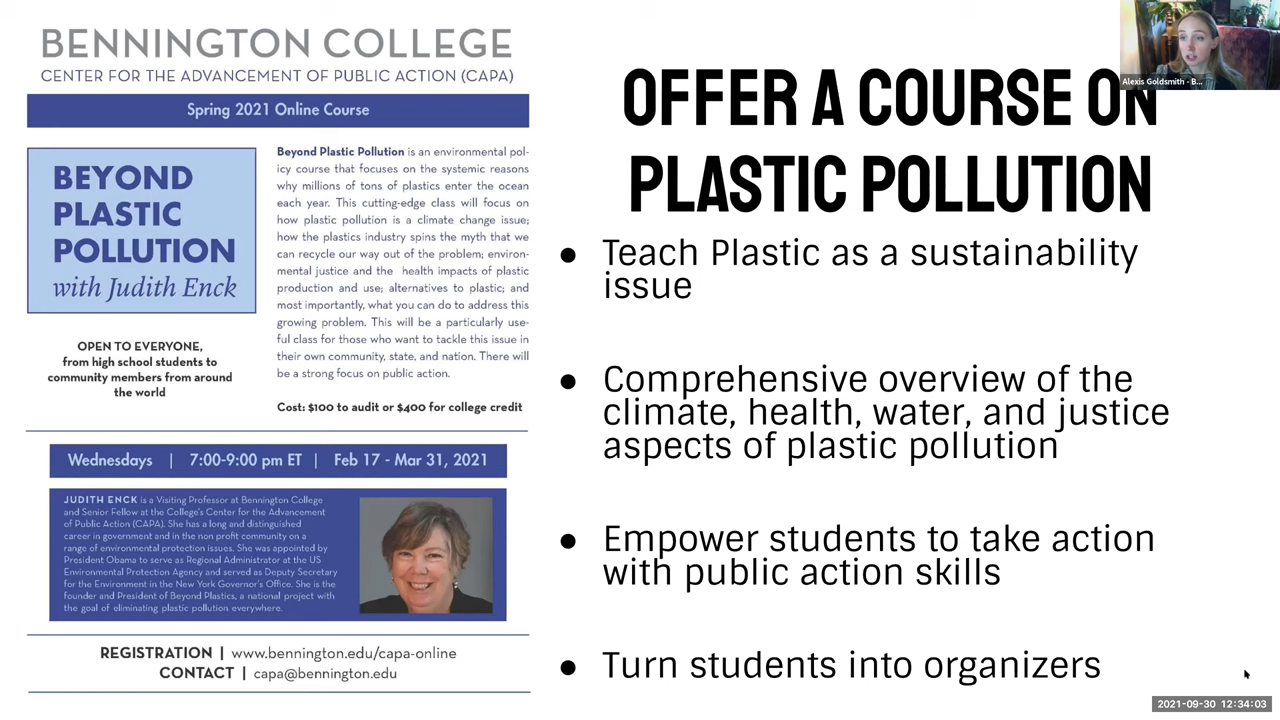 BENNINGTON COLLEGE
CENTER FOR THE ADVANCEMENT OF PUBLIC ACTION (CAPA)
Spring 2021 Online Course
BEYOND
PLASTIC
POLLUTION
with Judith Enck
OPEN TO EVERYONE,
from high school students to
community members from around
the world
Beyond Plastic Pollution is an environmental pol-
icy course that focuses on the systemic reasons
why millions of tons of plastics enter the ocean
each year. This cutting-edge class will focus on
how plastic pollution is a climate change issue;
how the plastics industry spins the myth that we
can recycle our way out of the problem; environ-
mental justice and the health impacts of plastic
production and use; alternatives to plastic; and
most importantly, what you can do to address this
growing problem. This will be a particularly use-
ful class for those who want to tackle this issue in
their own community, state, and nation. There will
be a strong focus on public action.
Cost: $100 to audit or $400 for college credit
Wednesdays | 7:00-9:00 pm ET | Feb 17 - Mar 31, 2021
JUDITH ENCK is a Visiting Professor at Bennington College
and Senior Fellow at the College's Center for the Advancement
of Public Action (CAPA). She has a long and distinguished
career in government and in the non profit community on a
range of environmental protection issues. She was appointed by
President Obama to serve as Regional Administrator at the US
Environmental Protection Agency and served as Deputy Secretary
for the Environment in the New York Governor's Office. She is the
founder and President of Beyond Plastics, a national project with
the goal of eliminating plastic pollution everywhere.
REGISTRATION | www.bennington.edu/capa-online
CONTACT | capa@bennington.edu
OFFER A COURSE ON
PLASTIC POLLUTION
● Teach Plastic as a sustainability
issue
● Comprehensive overview of the
climate, health, water, and justice
aspects of plastic pollution
● Empower students to take action
with public action skills
● Turn students into organizers
Alexis Goldsmith - B...
2021-09-30 12:34:03